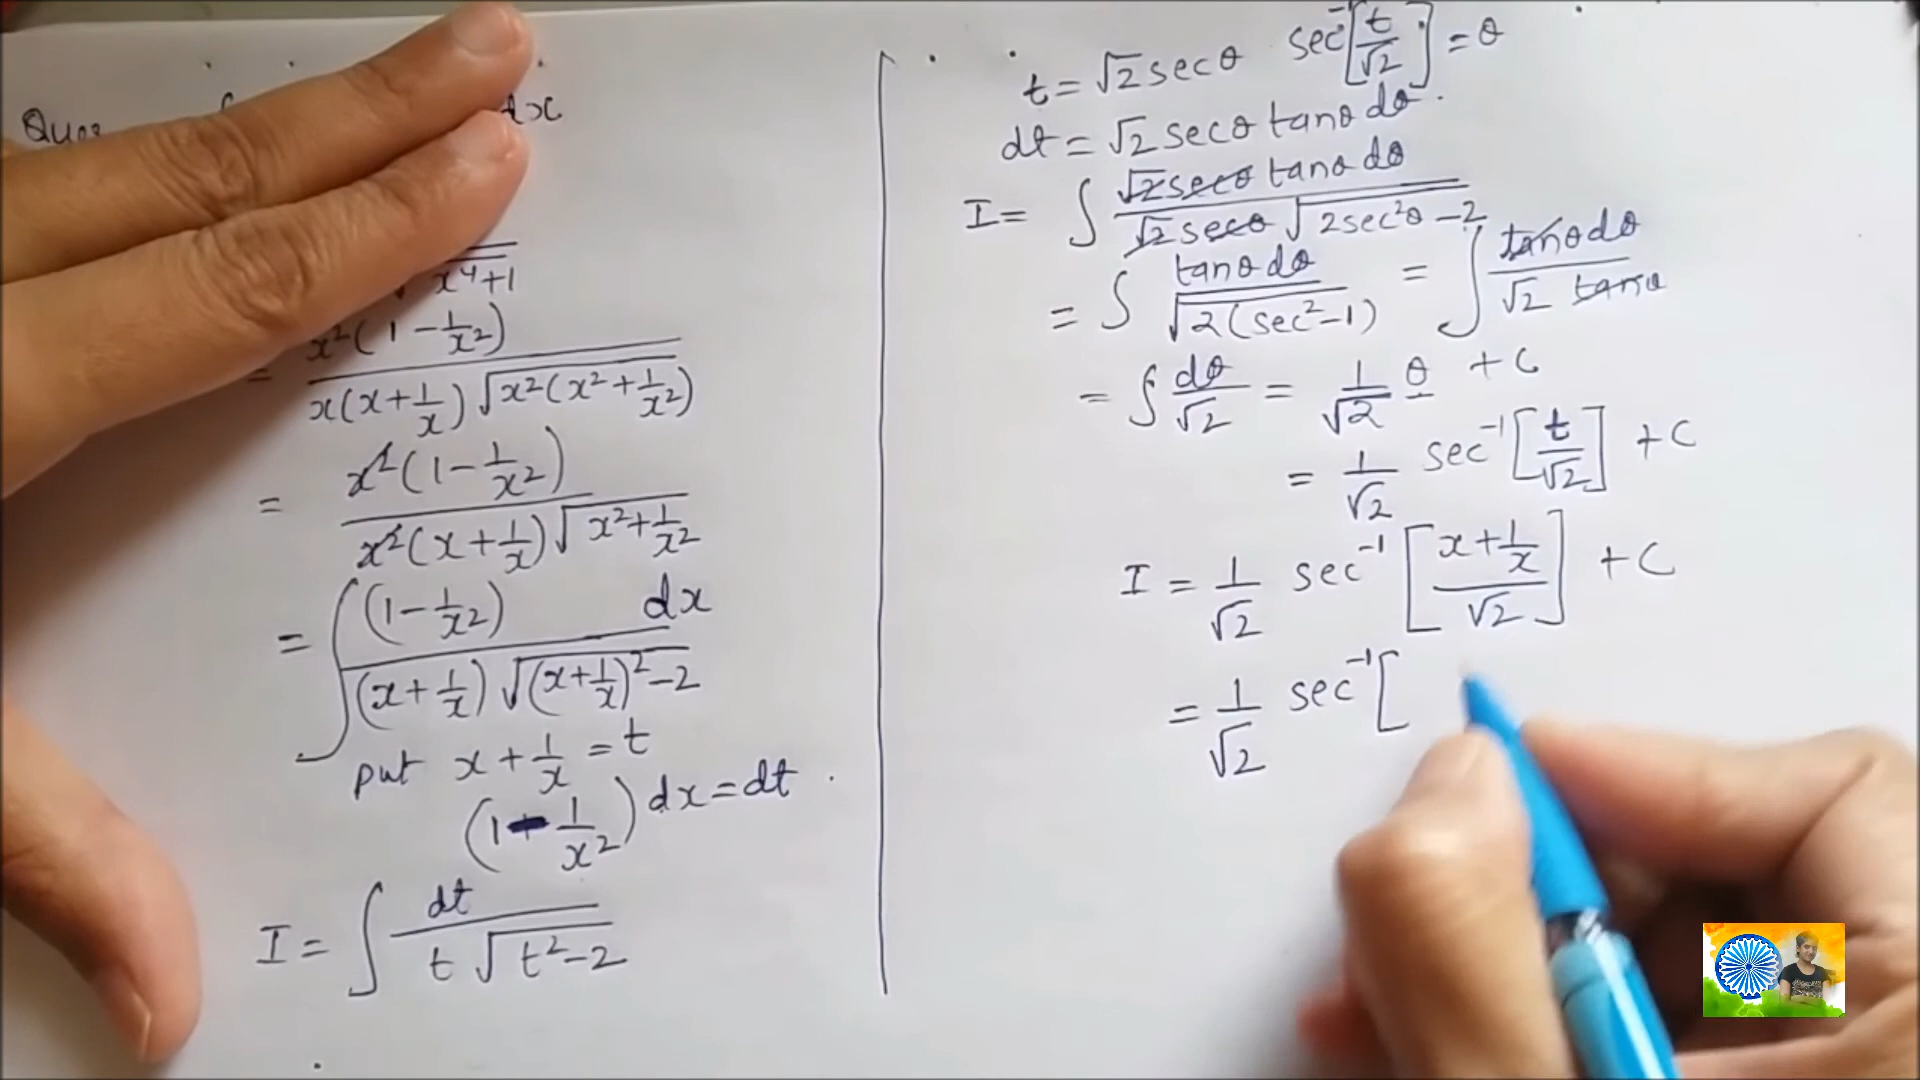 Ques dx
√x⁴+1
= x²(1 - 1/x²) / x(x + 1/x) √x²(x² + 1/x²)
= x²(1 - 1/x²) / x²(x + 1/x) √x² + 1/x²
= ∫ (1 - 1/x²) dx / (x + 1/x) √(x + 1/x)² - 2
put x + 1/x = t
(1 - 1/x²) dx = dt
I = ∫ dt / t √t² - 2
t = √2 secθ sec⁻¹[t/√2] = θ
dt = √2 secθ tanθ dθ
I = ∫ √2 secθ tanθ dθ / √2 secθ √2sec²θ - 2
= ∫ tanθ dθ / √2(sec² - 1) = ∫ tanθ dθ / √2 tanθ
= ∫ dθ/√2 = 1/√2 θ + C
= 1/√2 sec⁻¹[t/√2] + C
I = 1/√2 sec⁻¹[x + 1/x / √2] + C
= 1/√2 sec⁻¹[